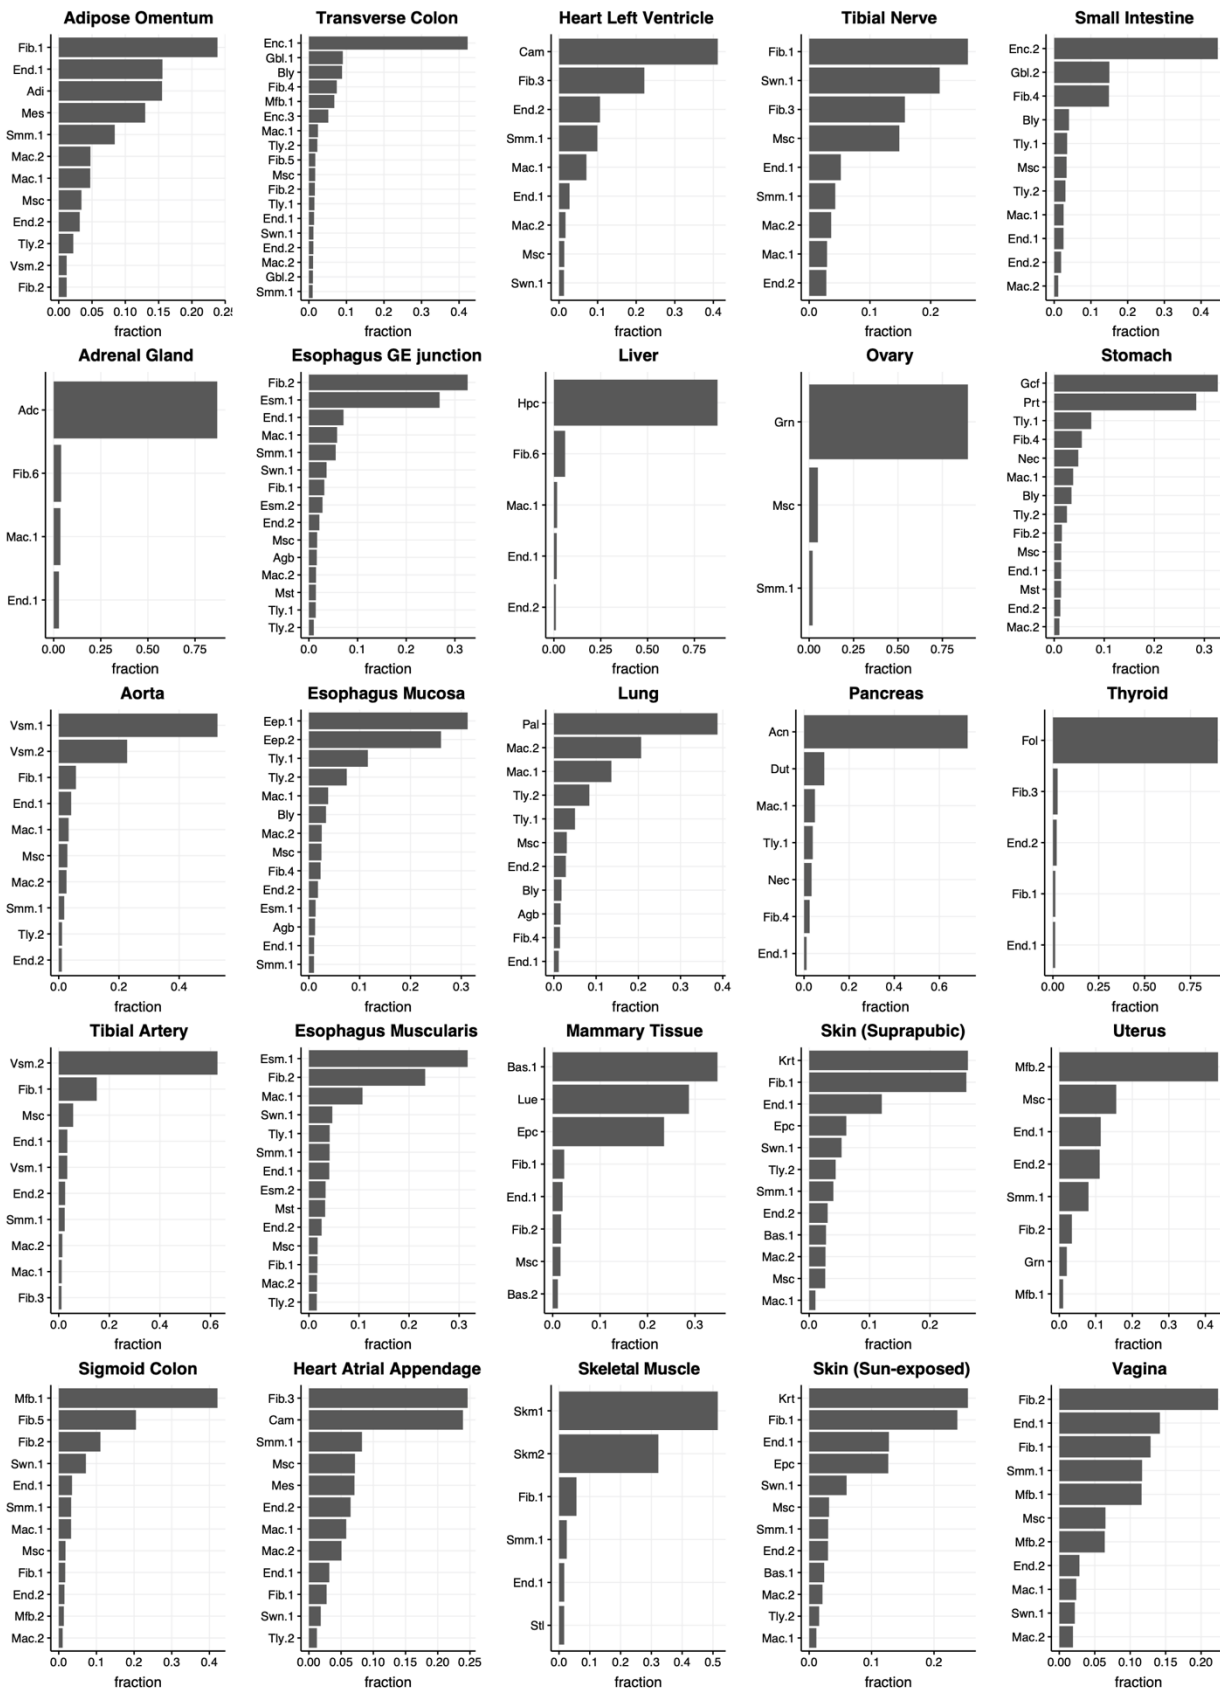 Adipose Omentum
Fib.1
End.1
Adi
Mes
Smm.1
Mac.2
Mac.1
Msc
End.2
Tly.2
Vsm.2
Fib.2
0.00 0.05 0.10 0.15 0.20 0.25
fraction
Transverse Colon
Enc.1
Gbl.1
Bly
Fib.4
Mfb.1
Enc.3
Mac.1
Tly.2
Fib.5
Msc
Fib.2
Tly.1
End.1
Swn.1
End.2
Mac.2
Gbl.2
Smm.1
0.0 0.1 0.2 0.3 0.4
fraction
Heart Left Ventricle
Cam
Fib.3
End.2
Smm.1
Mac.1
End.1
Mac.2
Msc
Swn.1
0.0 0.1 0.2 0.3 0.4
fraction
Tibial Nerve
Fib.1
Swn.1
Fib.3
Msc
End.1
Smm.1
Mac.2
Mac.1
End.2
0.0 0.1 0.2
fraction
Small Intestine
Enc.2
Gbl.2
Fib.4
Bly
Tly.1
Msc
Tly.2
Mac.1
End.1
End.2
Mac.2
0.0 0.1 0.2 0.3 0.4
fraction
Adrenal Gland
Adc
Fib.6
Mac.1
End.1
0.00 0.25 0.50 0.75
fraction
Esophagus GE junction
Fib.2
Esm.1
End.1
Mac.1
Smm.1
Swn.1
Fib.1
Esm.2
End.2
Msc
Agb
Mac.2
Mst
Tly.1
Tly.2
0.0 0.1 0.2 0.3
fraction
Liver
Hpc
Fib.6
Mac.1
End.1
End.2
0.00 0.25 0.50 0.75
fraction
Ovary
Grn
Msc
Smm.1
0.00 0.25 0.50 0.75
fraction
Stomach
Gcf
Prt
Tly.1
Fib.4
Nec
Mac.1
Bly
Tly.2
Fib.2
Msc
End.1
Mst
End.2
Mac.2
0.0 0.1 0.2 0.3
fraction
Aorta
Vsm.1
Vsm.2
Fib.1
End.1
Mac.1
Msc
Mac.2
Smm.1
Tly.2
End.2
0.0 0.2 0.4
fraction
Esophagus Mucosa
Eep.1
Eep.2
Tly.1
Tly.2
Mac.1
Bly
Mac.2
Msc
Fib.4
End.2
Esm.1
Agb
End.1
Smm.1
0.0 0.1 0.2 0.3
fraction
Lung
Pal
Mac.2
Mac.1
Tly.2
Tly.1
Msc
End.2
Bly
Agb
Fib.4
End.1
0.0 0.1 0.2 0.3 0.4
fraction
Pancreas
Acn
Dut
Mac.1
Tly.1
Nec
Fib.4
End.1
0.0 0.2 0.4 0.6
fraction
Thyroid
Fol
Fib.3
End.2
Fib.1
End.1
0.00 0.25 0.50 0.75
fraction
Tibial Artery
Vsm.2
Fib.1
Msc
End.1
Vsm.1
End.2
Smm.1
Mac.2
Mac.1
Fib.3
0.0 0.2 0.4 0.6
fraction
Esophagus Muscularis
Esm.1
Fib.2
Mac.1
Swn.1
Tly.1
Smm.1
End.1
Esm.2
Mst
End.2
Msc
Fib.1
Mac.2
Tly.2
0.0 0.1 0.2 0.3
fraction
Mammary Tissue
Bas.1
Lue
Epc
Fib.1
End.1
Fib.2
Msc
Bas.2
0.0 0.1 0.2 0.3
fraction
Skin (Suprapubic)
Krt
Fib.1
End.1
Epc
Swn.1
Tly.2
Smm.1
End.2
Bas.1
Mac.2
Msc
Mac.1
0.0 0.1 0.2
fraction
Uterus
Mfb.2
Msc
End.1
End.2
Smm.1
Fib.2
Grn
Mfb.1
0.0 0.1 0.2 0.3 0.4
fraction
Sigmoid Colon
Mfb.1
Fib.5
Fib.2
Swn.1
End.1
Smm.1
Mac.1
Msc
Fib.1
End.2
Mfb.2
Mac.2
0.0 0.1 0.2 0.3 0.4
fraction
Heart Atrial Appendage
Fib.3
Cam
Smm.1
Msc
Mes
End.2
Mac.1
Mac.2
End.1
Fib.1
Swn.1
Tly.2
0.00 0.05 0.10 0.15 0.20 0.25
fraction
Skeletal Muscle
Skm1
Skm2
Fib.1
Smm.1
End.1
Stl
0.0 0.1 0.2 0.3 0.4 0.5
fraction
Skin (Sun-exposed)
Krt
Fib.1
End.1
Epc
Swn.1
Msc
Smm.1
End.2
Bas.1
Mac.2
Tly.2
Mac.1
0.0 0.1 0.2
fraction
Vagina
Fib.2
End.1
Fib.1
Smm.1
Mfb.1
Msc
Mfb.2
End.2
Mac.1
Swn.1
Mac.2
0.00 0.05 0.10 0.15 0.20
fraction